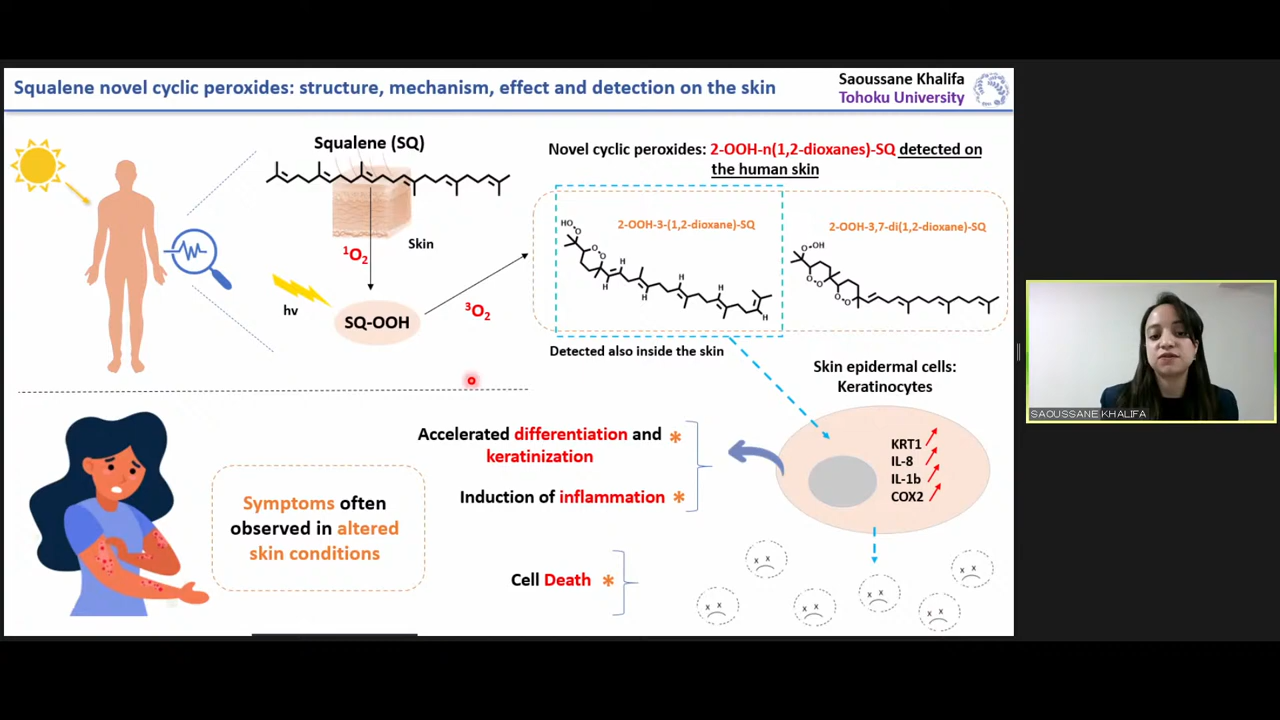 Squalene novel cyclic peroxides: structure, mechanism, effect and detection on the skin
Saoussane Khalifa
Tohoku University
Squalene (SQ)
Skin
¹O₂
hv
SQ-OOH
³O₂
Novel cyclic peroxides: 2-OOH-n(1,2-dioxanes)-SQ detected on
the human skin
2-OOH-3-(1,2-dioxane)-SQ
HO
O
O
O
H
H
H
H
H
H
H
2-OOH-3,7-di(1,2-dioxane)-SQ
O-OH
O
O
O
O
Detected also inside the skin
Skin epidermal cells:
Keratinocytes
KRT1
IL-8
IL-1b
COX2
Accelerated differentiation and *
keratinization
Induction of inflammation *
Cell Death *
Symptoms often
observed in altered
skin conditions
x x
x x
x x
x x
x x
x x
SAOUSSANE KHALIFA